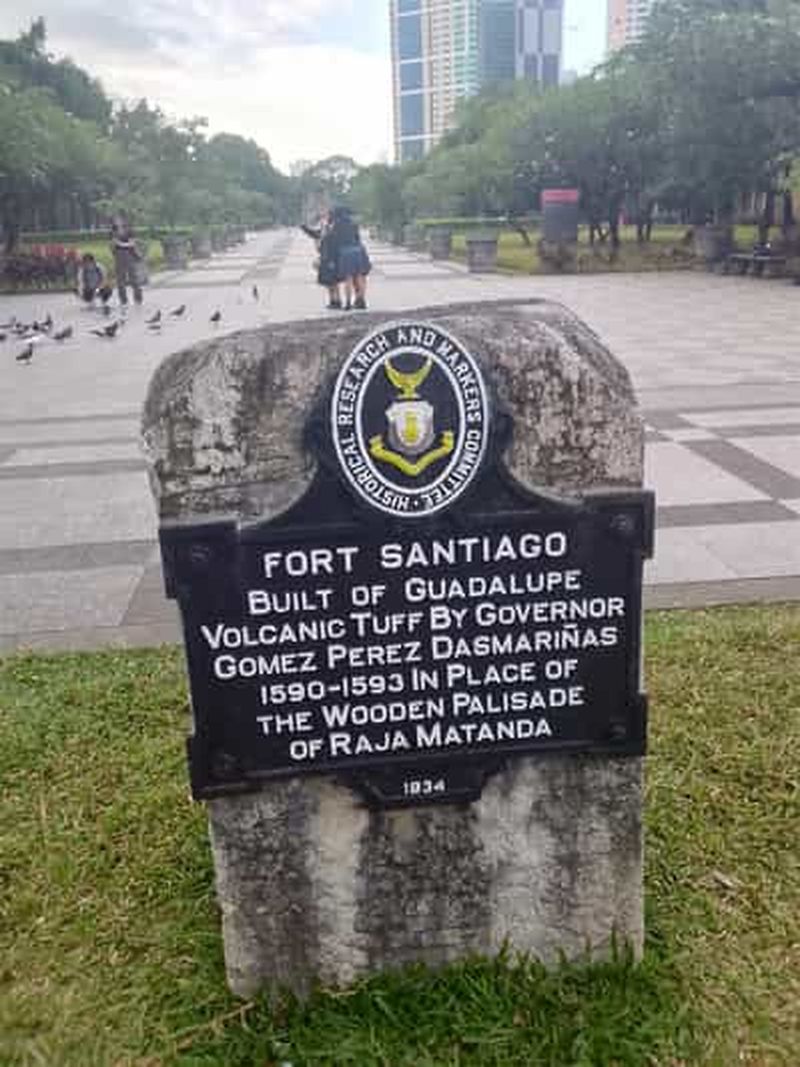 HISTORICAL RESEARCH AND MARKERS COMMITTEE
FORT SANTIAGO
BUILT OF GUADALUPE
VOLCANIC TUFF BY GOVERNOR
GOMEZ PEREZ DASMARIÑAS
1590-1593 IN PLACE OF
THE WOODEN PALISADE
OF RAJA MATANDA
1934